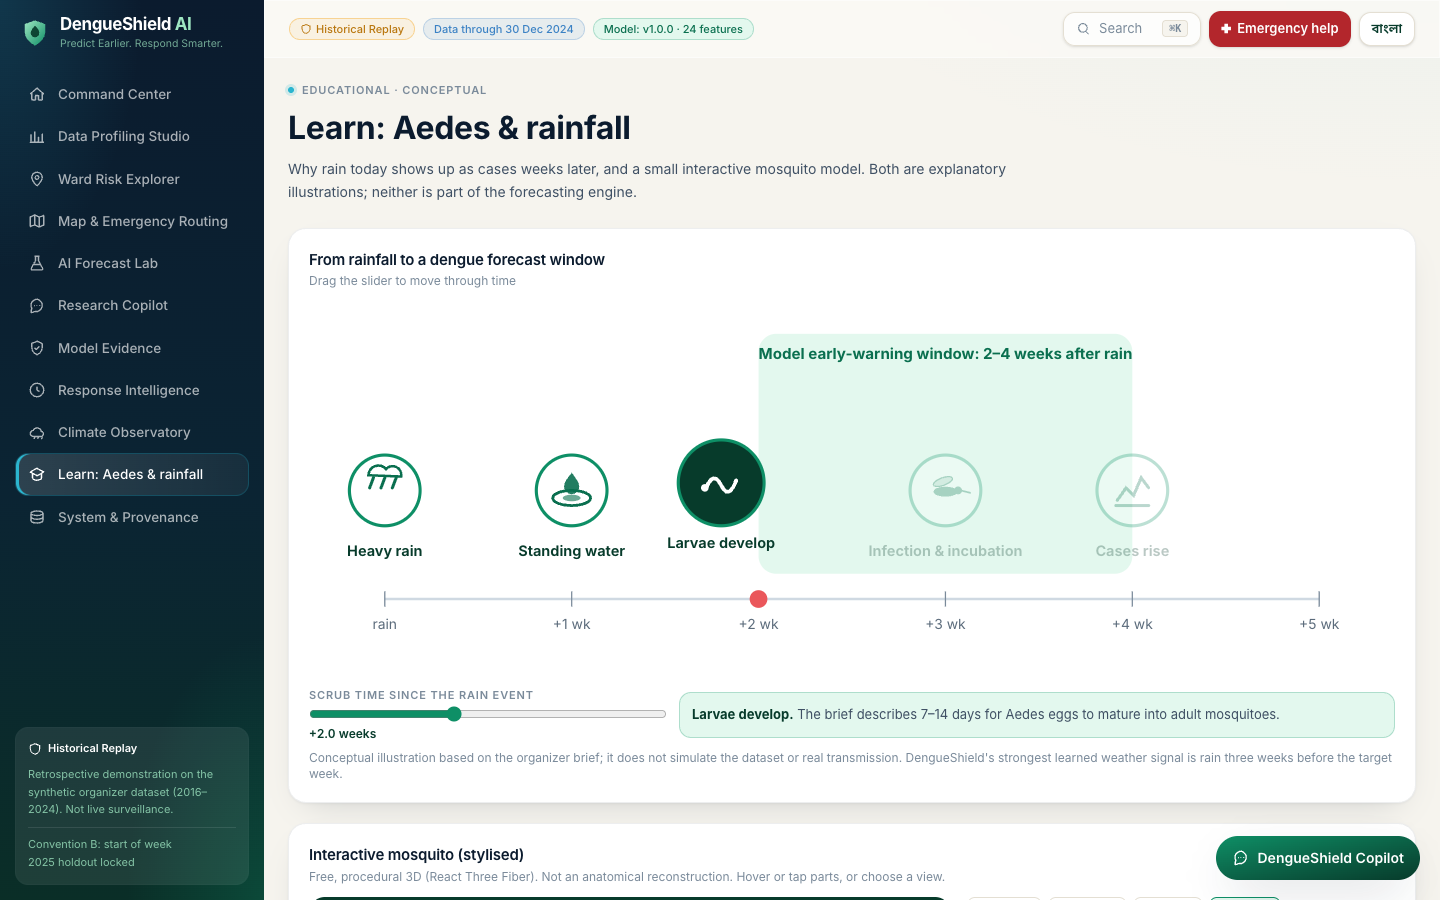 DengueShield AI
Predict Earlier. Respond Smarter.
Command Center
Data Profiling Studio
Ward Risk Explorer
Map & Emergency Routing
AI Forecast Lab
Research Copilot
Model Evidence
Response Intelligence
Climate Observatory
Learn: Aedes & rainfall
System & Provenance
Historical Replay
Retrospective demonstration on the
synthetic organizer dataset (2016–
2024). Not live surveillance.
Convention B: start of week
2025 holdout locked
Historical Replay
Data through 30 Dec 2024
Model: v1.0.0 · 24 features
Search
⌘K
Emergency help
বাংলা
EDUCATIONAL · CONCEPTUAL
Learn: Aedes & rainfall
Why rain today shows up as cases weeks later, and a small interactive mosquito model. Both are explanatory
illustrations; neither is part of the forecasting engine.
From rainfall to a dengue forecast window
Drag the slider to move through time
Model early-warning window: 2–4 weeks after rain
Heavy rain
Standing water
Larvae develop
Infection & incubation
Cases rise
rain
+1 wk
+2 wk
+3 wk
+4 wk
+5 wk
SCRUB TIME SINCE THE RAIN EVENT
+2.0 weeks
Larvae develop. The brief describes 7–14 days for Aedes eggs to mature into adult mosquitoes.
Conceptual illustration based on the organizer brief; it does not simulate the dataset or real transmission. DengueShield's strongest learned weather signal is rain three weeks before the target
week.
Interactive mosquito (stylised)
Free, procedural 3D (React Three Fiber). Not an anatomical reconstruction. Hover or tap parts, or choose a view.
DengueShield Copilot